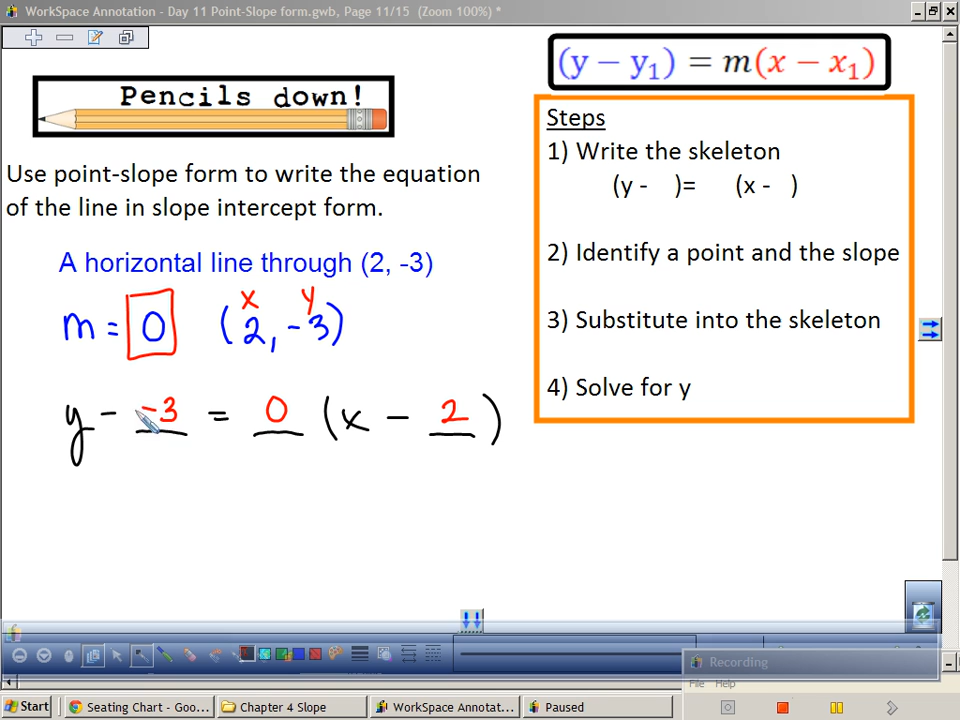 WorkSpace Annotation - Day 11 Point-Slope form.gwb, Page 11/15 (Zoom 100%) *
Pencils down!
(y − y₁) = m(x − x₁)
Use point-slope form to write the equation
of the line in slope intercept form.
A horizontal line through (2, -3)
m = 0
x y
(2, -3)
y - -3 = 0 (x - 2)
Steps
1) Write the skeleton
(y - )= (x - )
2) Identify a point and the slope
3) Substitute into the skeleton
4) Solve for y
Recording
File Help
Start
Seating Chart - Goo...
Chapter 4 Slope
WorkSpace Annotat...
Paused